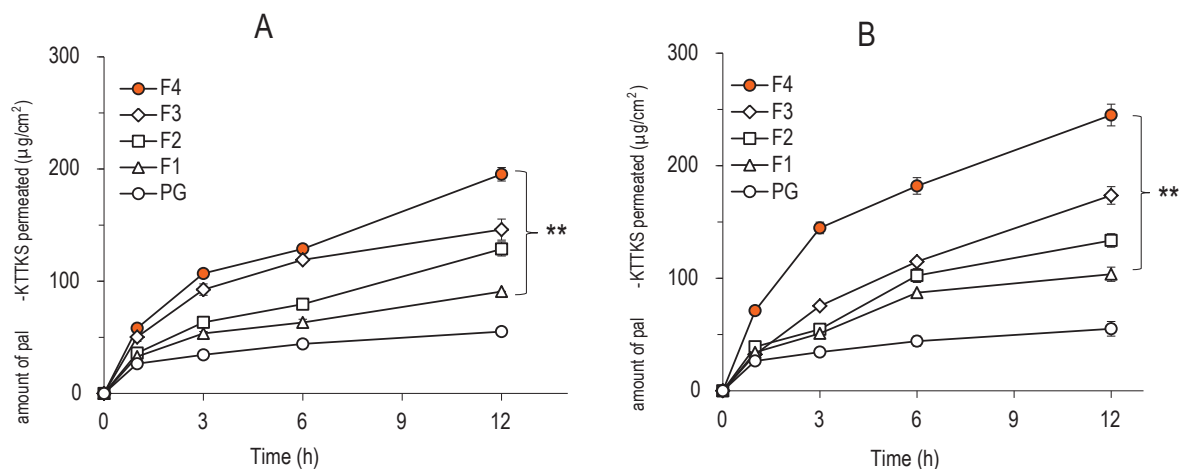 A
300
200
100
0
amount of pal -KTTKS permeated (µg/cm²)
F4
F3
F2
F1
PG
**
0 3 6 9 12
Time (h)
B
300
200
100
0
amount of pal -KTTKS permeated (µg/cm²)
F4
F3
F2
F1
PG
**
0 3 6 9 12
Time (h)